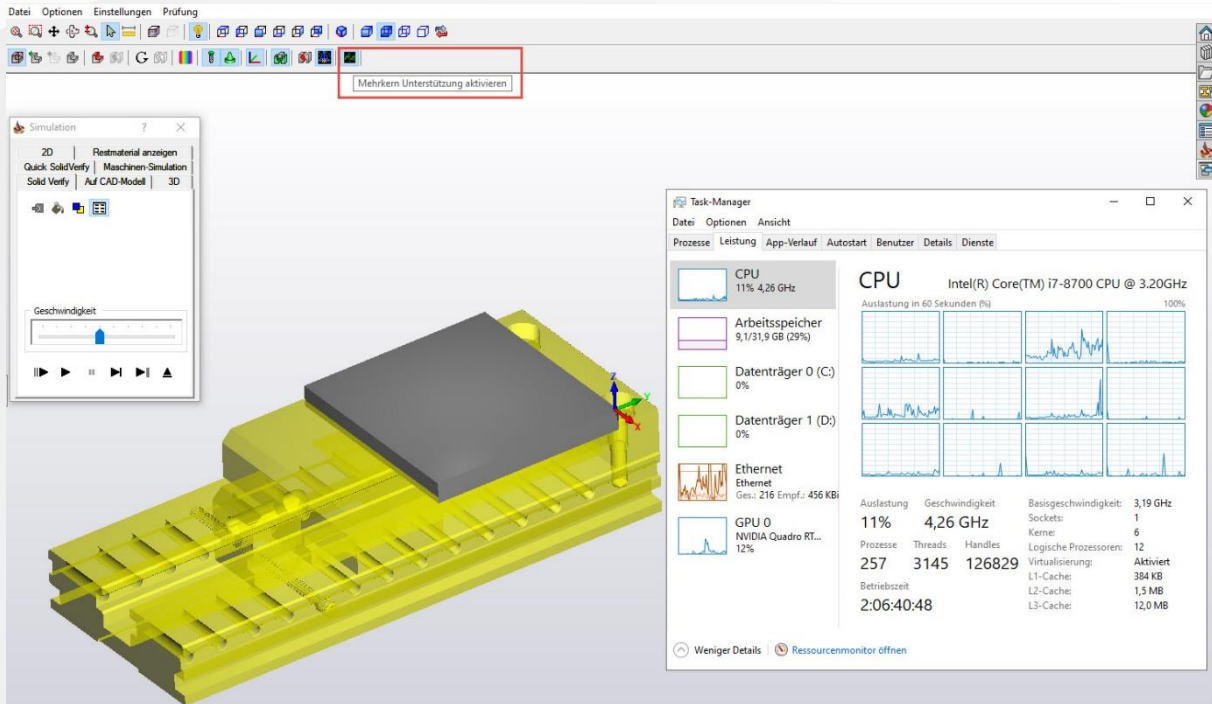 Datei Optionen Einstellungen Prüfung
Mehrkern Unterstützung aktivieren
Simulation ? ×
2D Restmaterial anzeigen
Quick SolidVerify Maschinen-Simulation
Solid Verify Auf CAD-Modell 3D
Geschwindigkeit
Z
Y
X
Task-Manager
Datei Optionen Ansicht
Prozesse Leistung App-Verlauf Autostart Benutzer Details Dienste
CPU
11% 4,26 GHz
Arbeitsspeicher
9,1/31,9 GB (29%)
Datenträger 0 (C:)
0%
Datenträger 1 (D:)
0%
Ethernet
Ethernet
Ges.: 216 Empf.: 456 KBi
GPU 0
NVIDIA Quadro RT...
12%
CPU Intel(R) Core(TM) i7-8700 CPU @ 3.20GHz
Auslastung in 60 Sekunden (%) 100%
Auslastung Geschwindigkeit
11% 4,26 GHz
Prozesse Threads Handles
257 3145 126829
Betriebszeit
2:06:40:48
Basisgeschwindigkeit: 3,19 GHz
Sockets: 1
Kerne: 6
Logische Prozessoren: 12
Virtualisierung: Aktiviert
L1-Cache: 384 KB
L2-Cache: 1,5 MB
L3-Cache: 12,0 MB
Weniger Details Ressourcenmonitor öffnen